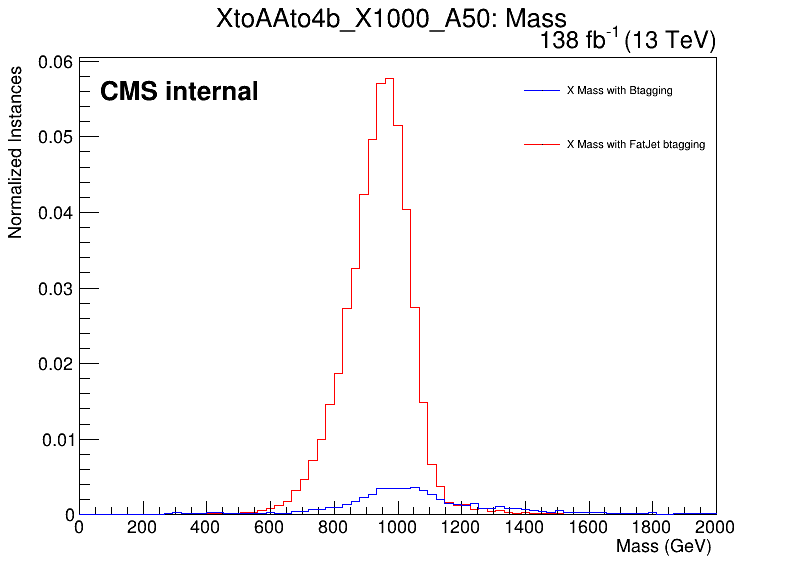 XtoAAto4b_X1000_A50: Mass
138 fb-1 (13 TeV)
CMS internal
X Mass with Btagging
X Mass with FatJet btagging
Normalized Instances
0.06
0.05
0.04
0.03
0.02
0.01
0
0 200 400 600 800 1000 1200 1400 1600 1800 2000
Mass (GeV)